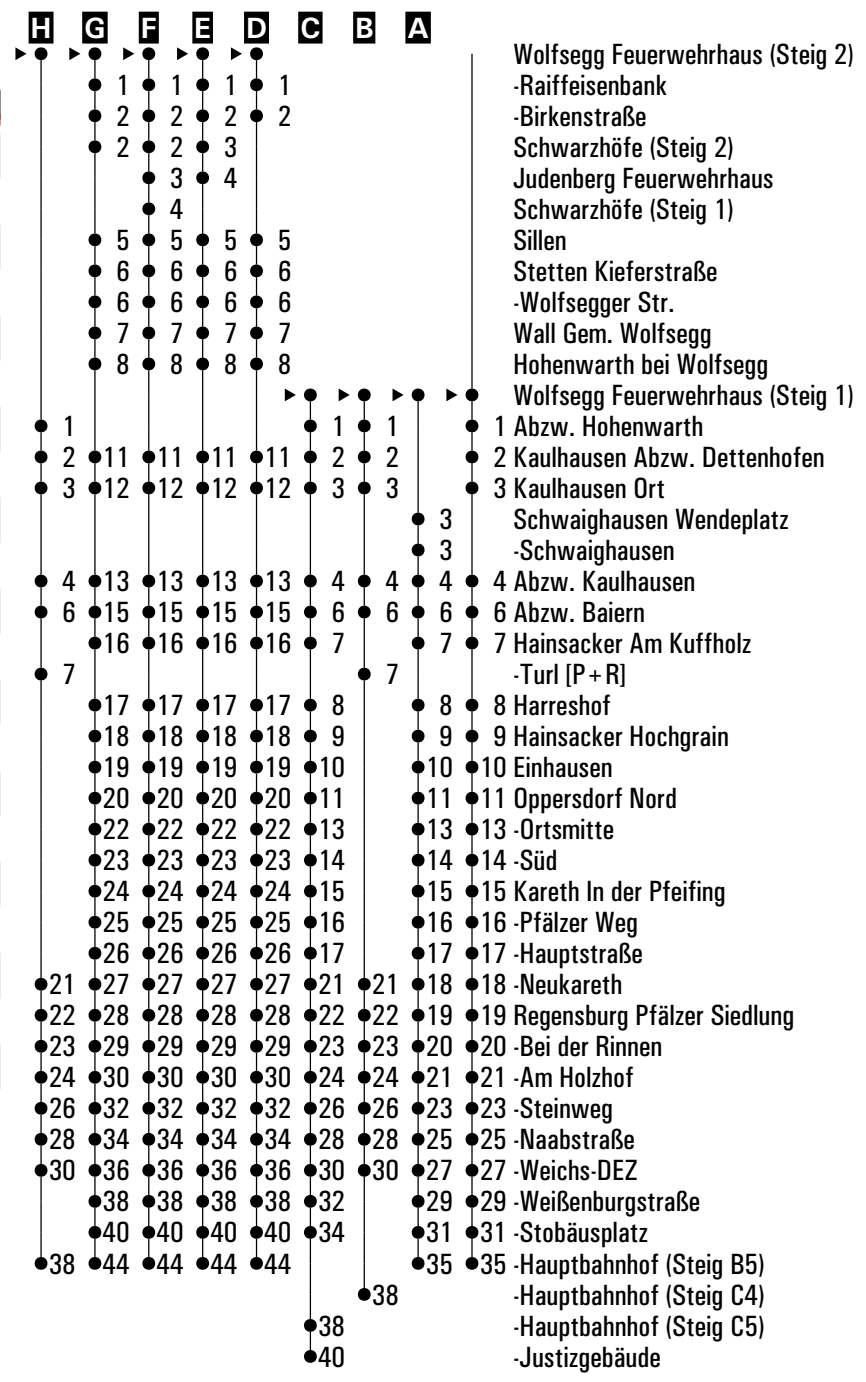 H G F E D C B A
Wolfsegg Feuerwehrhaus (Steig 2)
1 1 1 1 -Raiffeisenbank
2 2 2 2 -Birkenstraße
2 2 3 Schwarzhöfe (Steig 2)
3 4 Judenberg Feuerwehrhaus
4 Schwarzhöfe (Steig 1)
5 5 5 5 Sillen
6 6 6 6 Stetten Kieferstraße
6 6 6 6 -Wolfsegger Str.
7 7 7 7 Wall Gem. Wolfsegg
8 8 8 8 Hohenwarth bei Wolfsegg
Wolfsegg Feuerwehrhaus (Steig 1)
1 1 1 1 Abzw. Hohenwarth
2 11 11 11 11 2 2 2 Kaulhausen Abzw. Dettenhofen
3 12 12 12 12 3 3 3 Kaulhausen Ort
3 Schwaighausen Wendeplatz
3 -Schwaighausen
4 13 13 13 13 4 4 4 4 Abzw. Kaulhausen
6 15 15 15 15 6 6 6 6 Abzw. Baiern
16 16 16 16 7 7 7 Hainsacker Am Kuffholz
7 7 -Turl [P+R]
17 17 17 17 8 8 8 Harreshof
18 18 18 18 9 9 9 Hainsacker Hochgrain
19 19 19 19 10 10 10 Einhausen
20 20 20 20 11 11 11 Oppersdorf Nord
22 22 22 22 13 13 13 -Ortsmitte
23 23 23 23 14 14 14 -Süd
24 24 24 24 15 15 15 Kareth In der Pfeifing
25 25 25 25 16 16 16 -Pfälzer Weg
26 26 26 26 17 17 17 -Hauptstraße
21 27 27 27 27 21 21 18 18 -Neukareth
22 28 28 28 28 22 22 19 19 Regensburg Pfälzer Siedlung
23 29 29 29 29 23 23 20 20 -Bei der Rinnen
24 30 30 30 30 24 24 21 21 -Am Holzhof
26 32 32 32 32 26 26 23 23 -Steinweg
28 34 34 34 34 28 28 25 25 -Naabstraße
30 36 36 36 36 30 30 27 27 -Weichs-DEZ
38 38 38 38 32 29 29 -Weißenburgstraße
40 40 40 40 34 31 31 -Stobäusplatz
38 44 44 44 44 35 35 -Hauptbahnhof (Steig B5)
38 -Hauptbahnhof (Steig C4)
38 -Hauptbahnhof (Steig C5)
40 -Justizgebäude